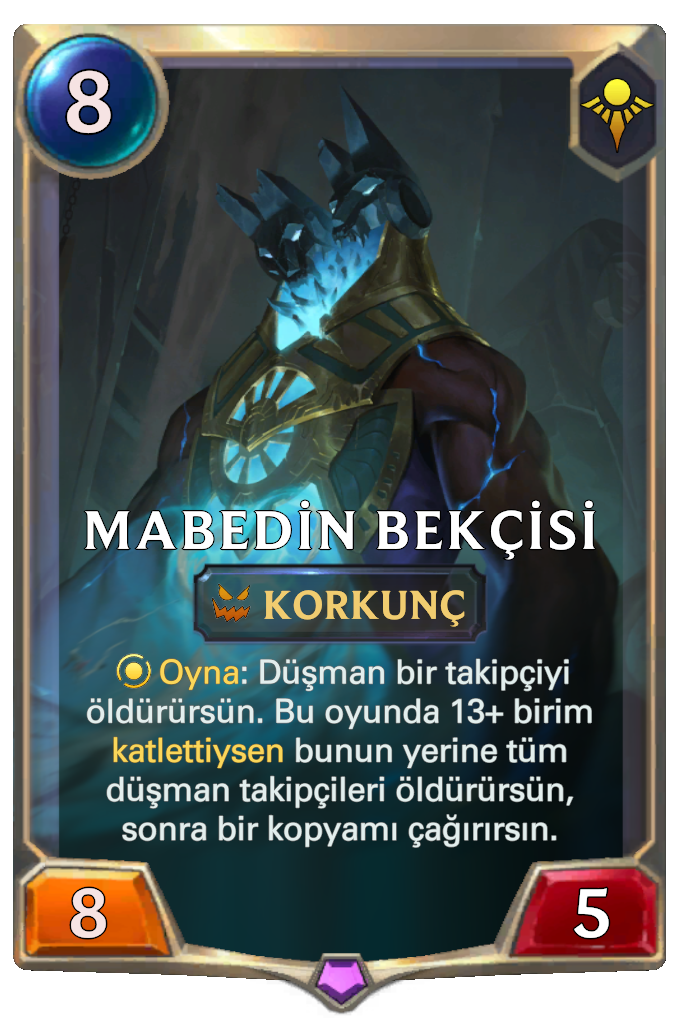 8
MABEDİN BEKÇİSİ
KORKUNÇ
Oyna: Düşman bir takipçiyi
öldürürsün. Bu oyunda 13+ birim
katlettiysen bunun yerine tüm
düşman takipçileri öldürürsün,
sonra bir kopyamı çağırırsın.
8
5